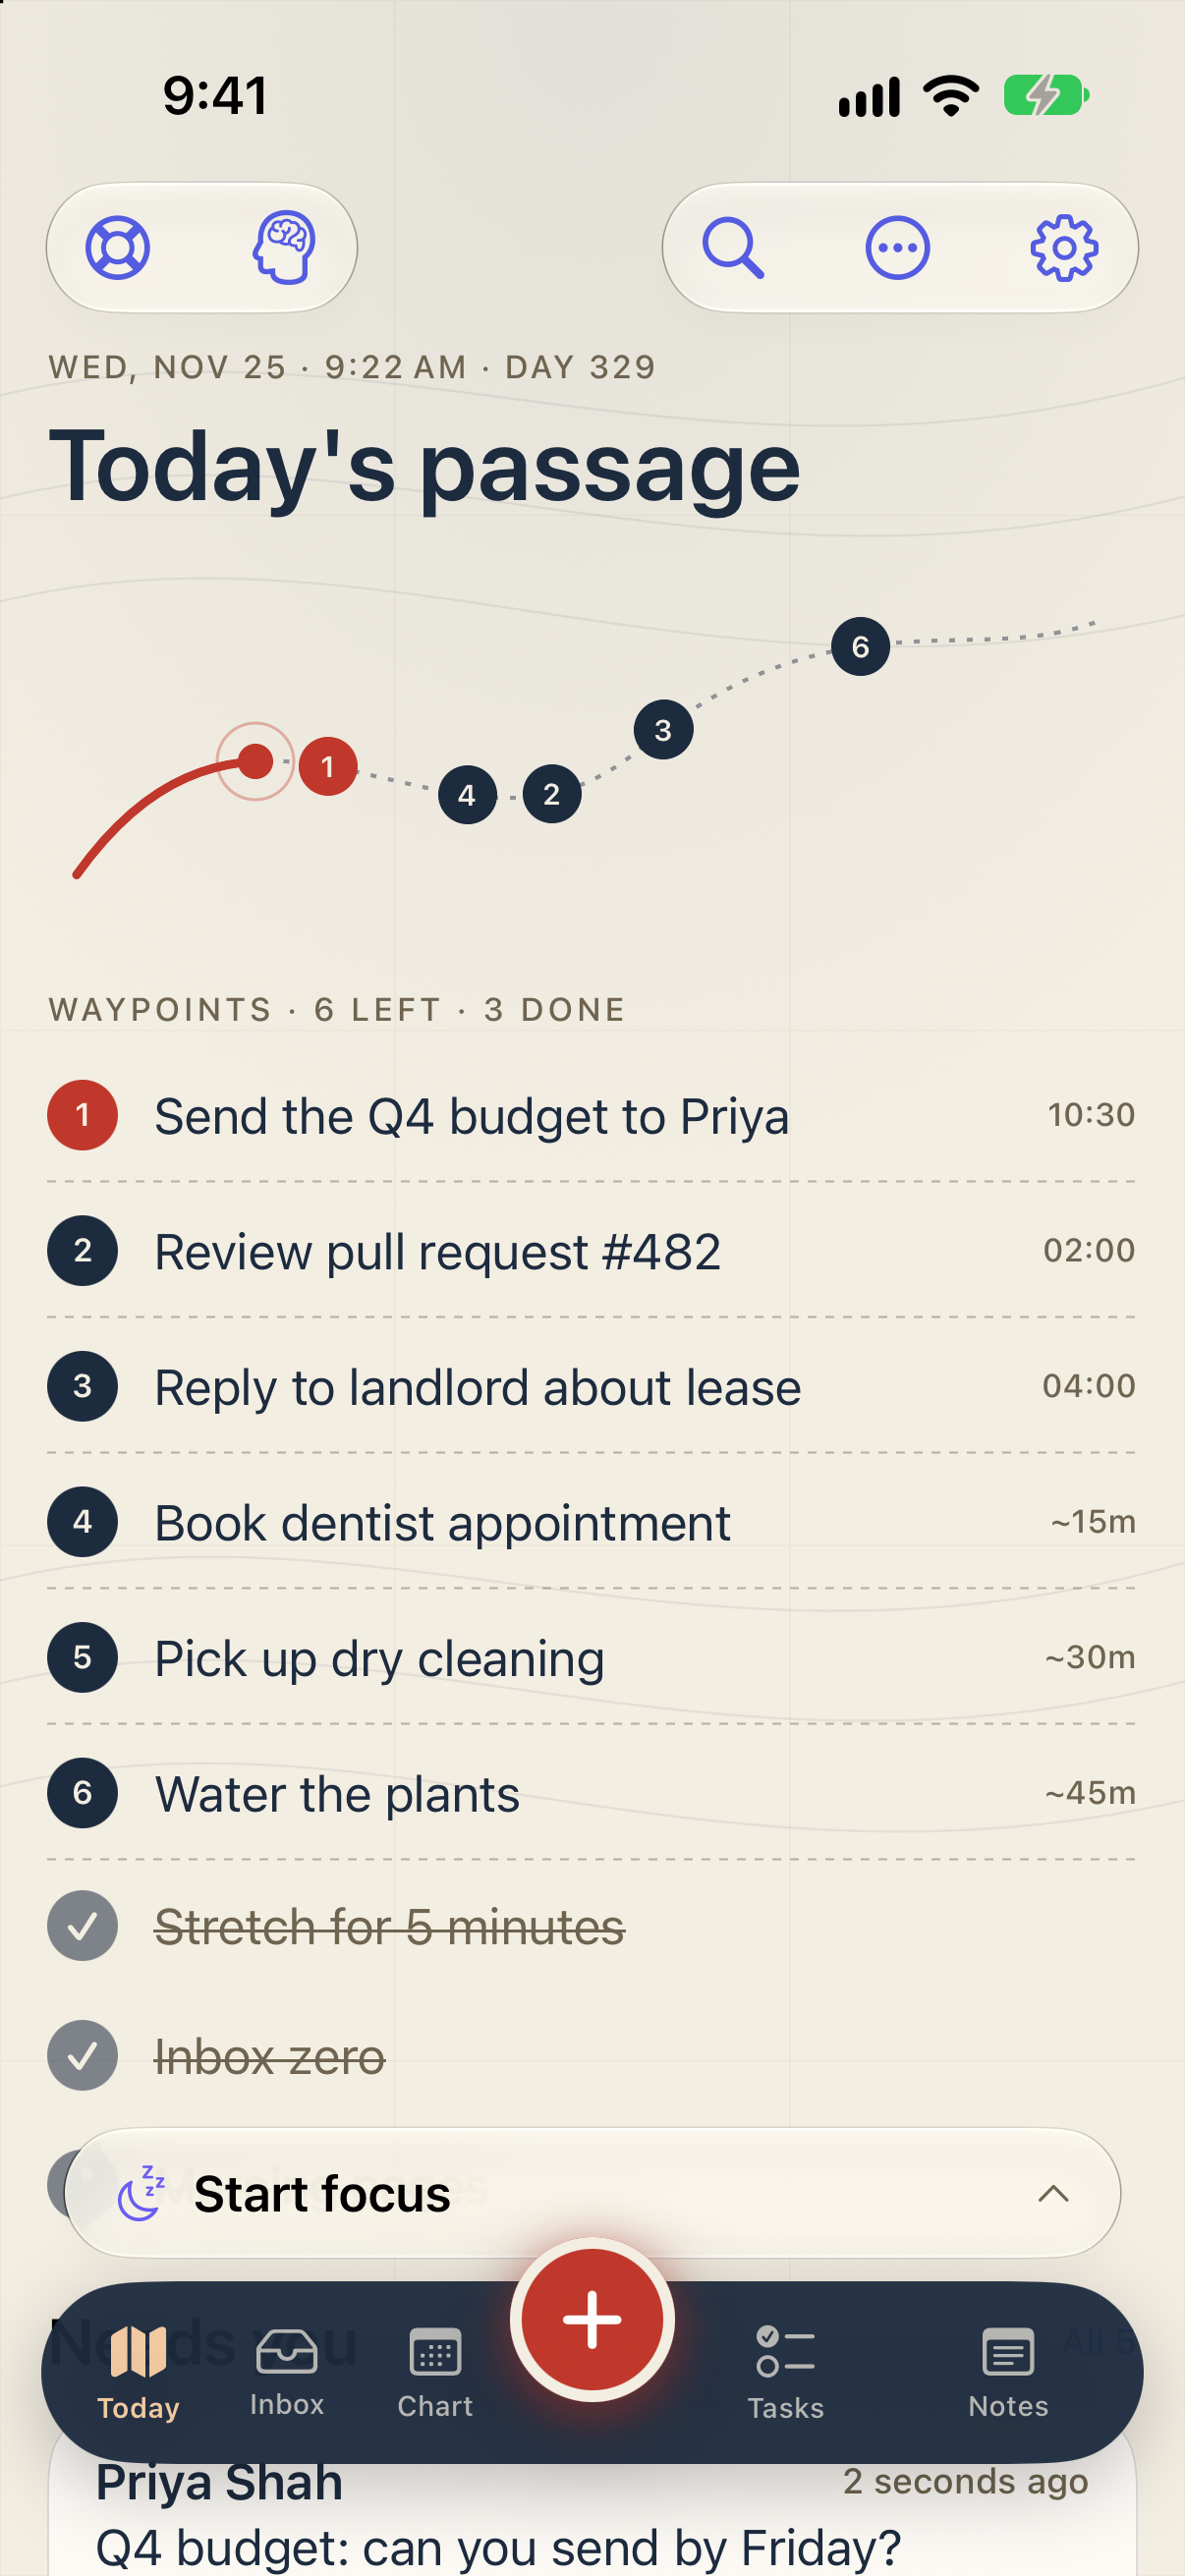 9:41
WED, NOV 25 · 9:22 AM · DAY 329
Today's passage
6
3
1
4
2
WAYPOINTS · 6 LEFT · 3 DONE
1 Send the Q4 budget to Priya 10:30
2 Review pull request #482 02:00
3 Reply to landlord about lease 04:00
4 Book dentist appointment ~15m
5 Pick up dry cleaning ~30m
6 Water the plants ~45m
Stretch for 5 minutes
Inbox zero
Start focus
Needs you All 5
Today Inbox Chart Tasks Notes
Priya Shah 2 seconds ago
Q4 budget: can you send by Friday?